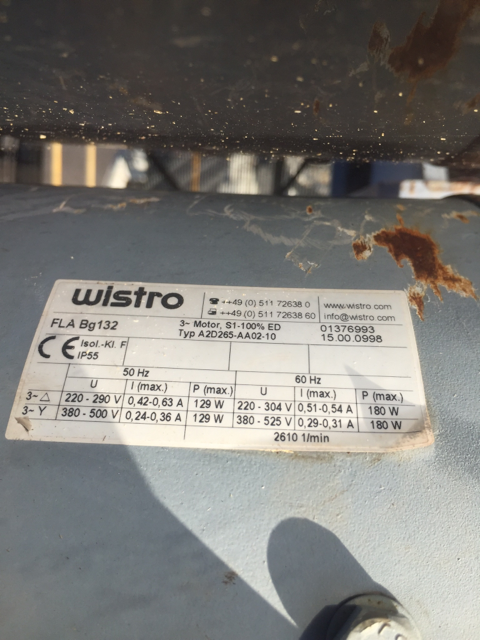 wistro
☎ ++49 (0) 511 72638 0
++49 (0) 511 72638 60
www.wistro.com
info@wistro.com
FLA Bg132
3~ Motor, S1-100% ED
Typ A2D265-AA02-10
01376993
15.00.0998
CE Isol.-Kl. F
IP55
50 Hz 60 Hz
U I (max.) P (max.) U I (max.) P (max.)
3~ △ 220 - 290 V 0,42-0,63 A 129 W 220 - 304 V 0,51-0,54 A 180 W
3~ Y 380 - 500 V 0,24-0,36 A 129 W 380 - 525 V 0,29-0,31 A 180 W
2610 1/min